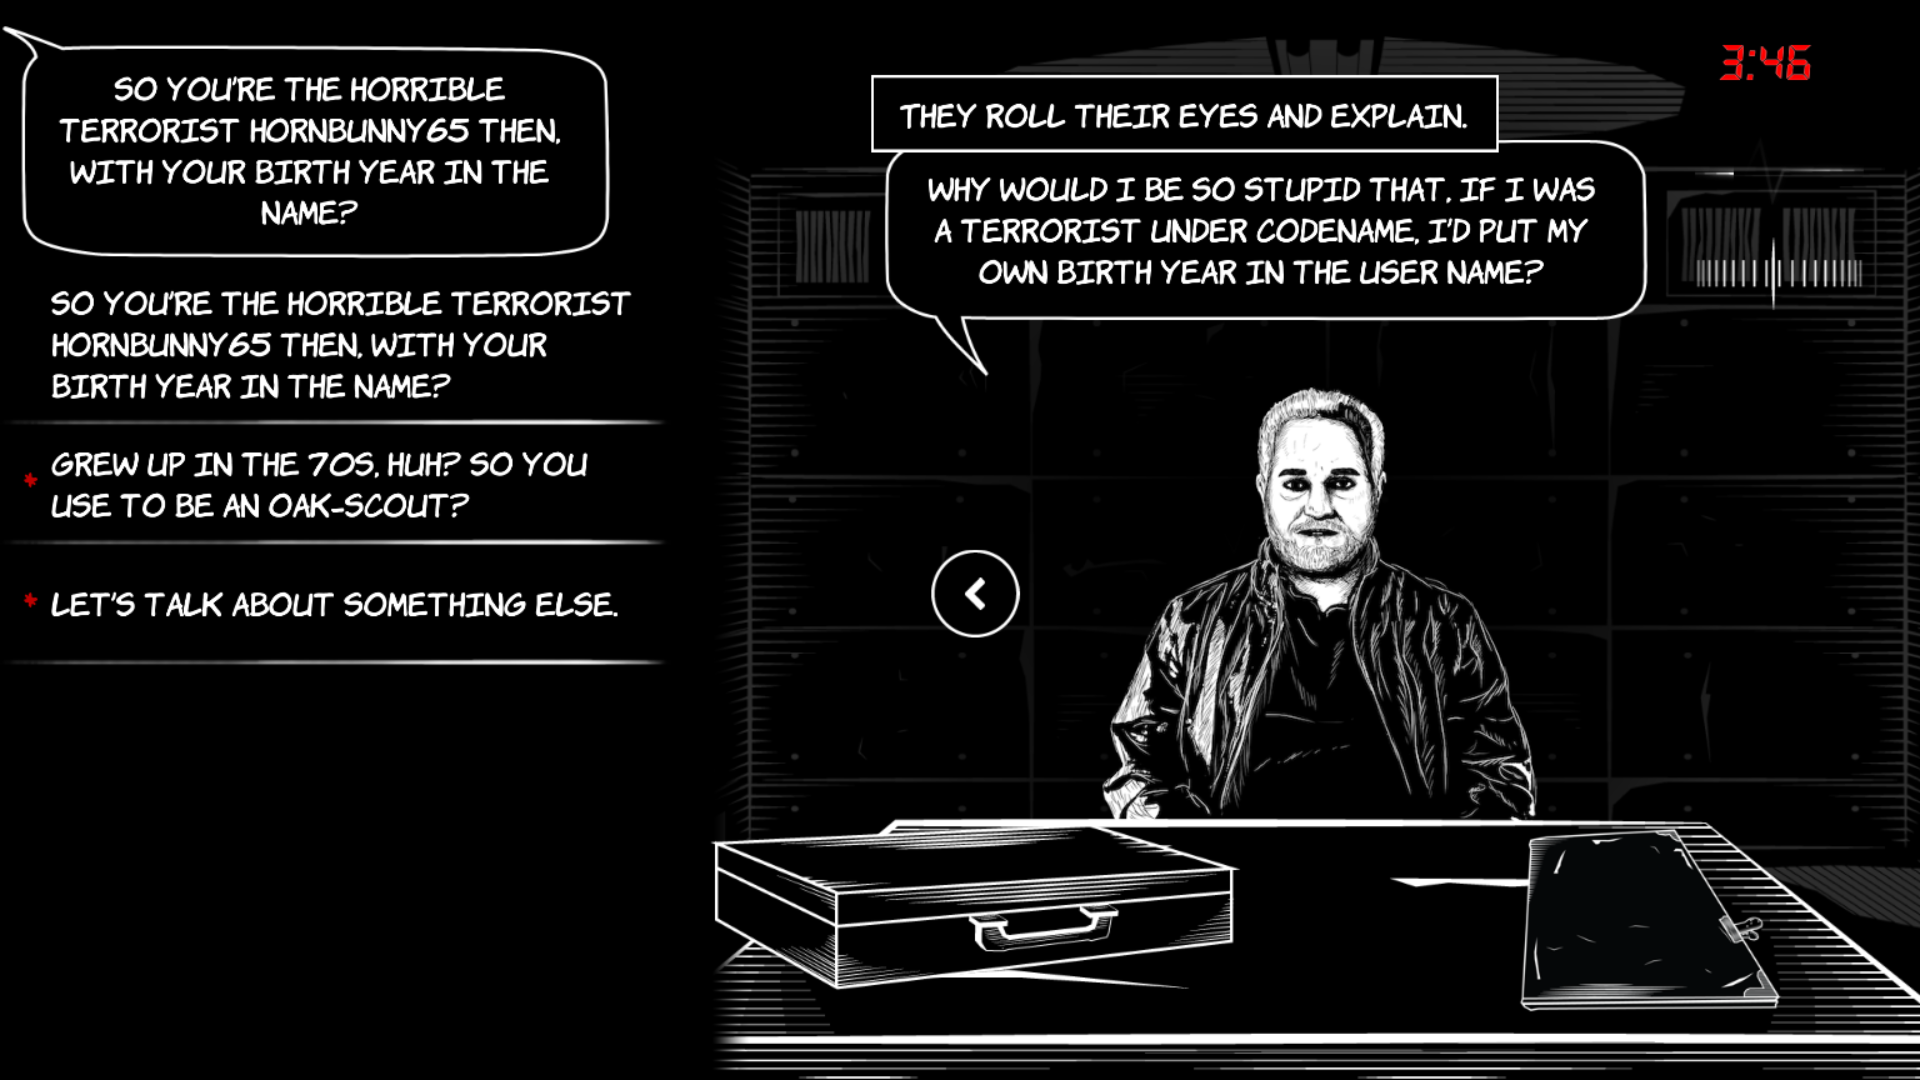 SO YOU'RE THE HORRIBLE
TERRORIST HORNBUNNY65 THEN,
WITH YOUR BIRTH YEAR IN THE
NAME?
SO YOU'RE THE HORRIBLE TERRORIST
HORNBUNNY65 THEN, WITH YOUR
BIRTH YEAR IN THE NAME?
* GREW UP IN THE 70S, HUH? SO YOU
USE TO BE AN OAK-SCOUT?
* LET'S TALK ABOUT SOMETHING ELSE.
3:46
THEY ROLL THEIR EYES AND EXPLAIN.
WHY WOULD I BE SO STUPID THAT, IF I WAS
A TERRORIST UNDER CODENAME, I'D PUT MY
OWN BIRTH YEAR IN THE USER NAME?